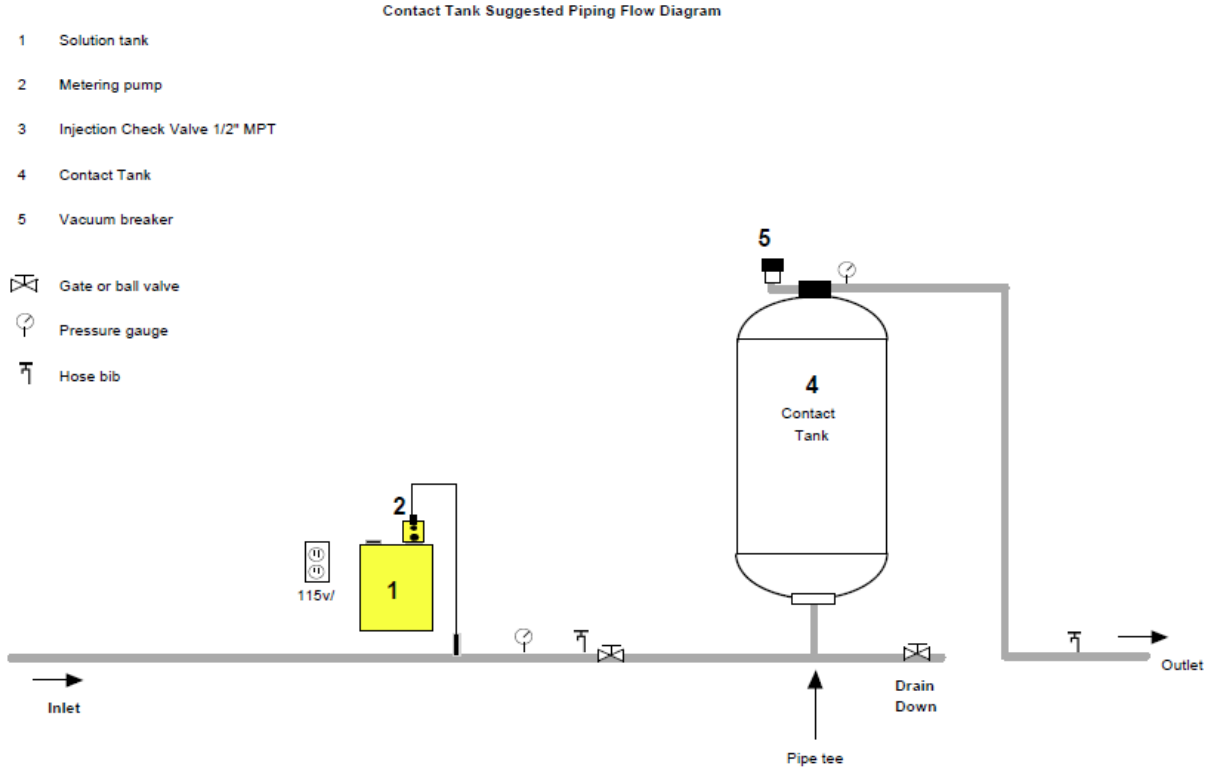 Contact Tank Suggested Piping Flow Diagram
1 Solution tank
2 Metering pump
3 Injection Check Valve 1/2" MPT
4 Contact Tank
5 Vacuum breaker
Gate or ball valve
Pressure gauge
Hose bib
5
4
Contact
Tank
2
1
115v/
Inlet
Drain
Down
Outlet
Pipe tee